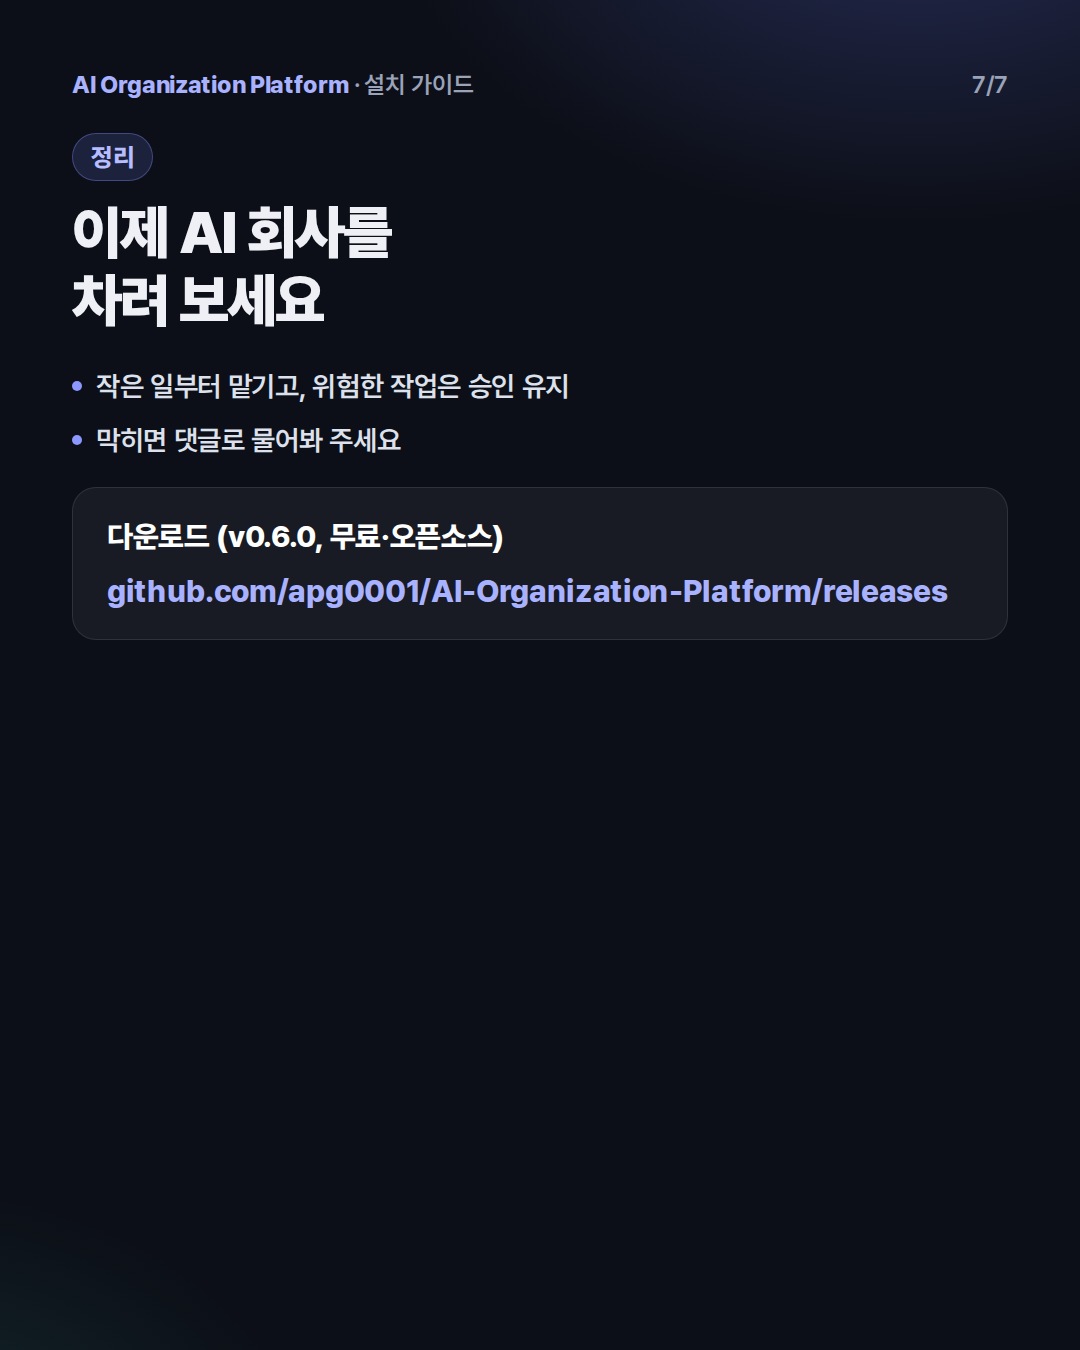 AI Organization Platform · 설치 가이드
7/7
정리
이제 AI 회사를
차려 보세요
작은 일부터 맡기고, 위험한 작업은 승인 유지
막히면 댓글로 물어봐 주세요
다운로드 (v0.6.0, 무료·오픈소스)
github.com/apg0001/AI-Organization-Platform/releases